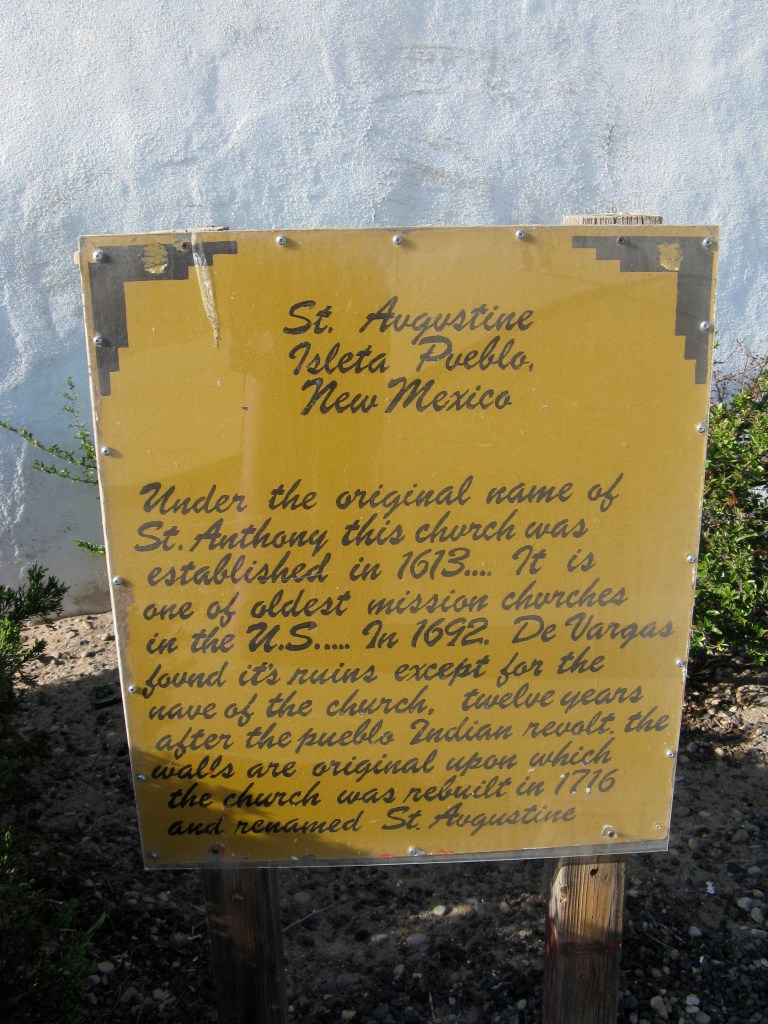 St. Augustine
Isleta Pueblo,
New Mexico
Under the original name of
St. Anthony this church was
established in 1613.... It is
one of oldest mission churches
in the U.S..... In 1692. De Vargas
found it's ruins except for the
nave of the church, twelve years
after the pueblo Indian revolt. the
walls are original upon which
the church was rebuilt in 1716
and renamed St. Augustine